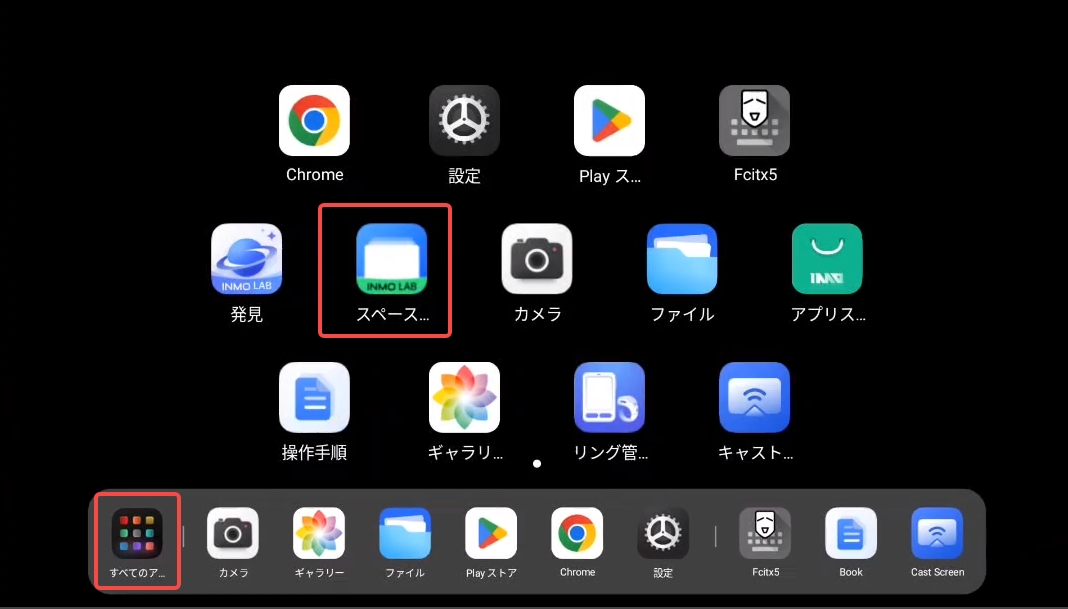 Chrome
設定
Play ス...
Fcitx5
INMO LAB
発見
INMO LAB
スペース...
カメラ
ファイル
INMO
アプリス...
操作手順
ギャラリ...
リング管...
キャスト...
すべてのア...
カメラ
ギャラリー
ファイル
Play ストア
Chrome
設定
Fcitx5
Book
Cast Screen